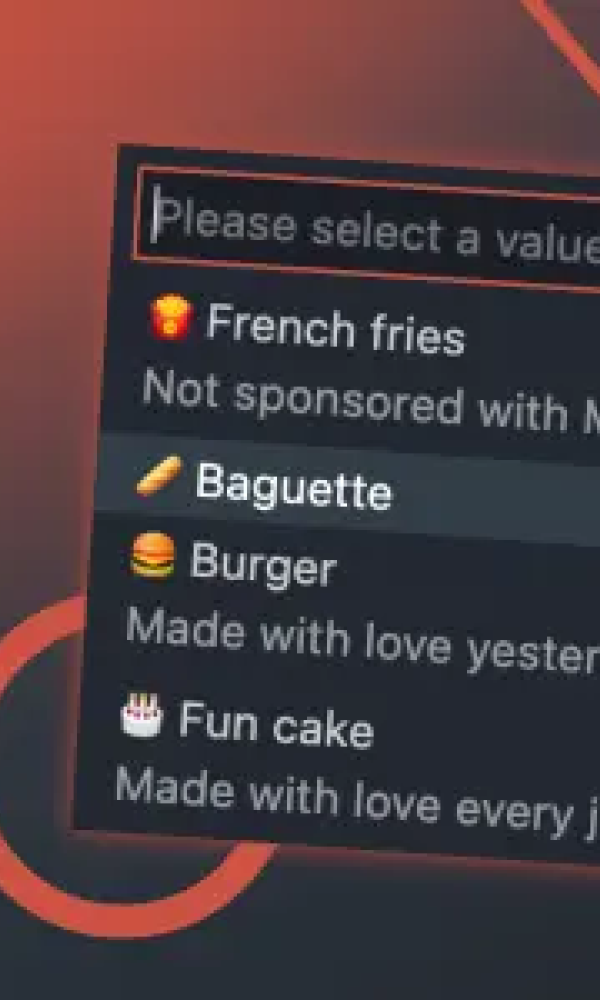 Please select a value
🍟 French fries
Not sponsored with
🥖 Baguette
🍔 Burger
Made with love
🎂 Fun cake
Made with love every